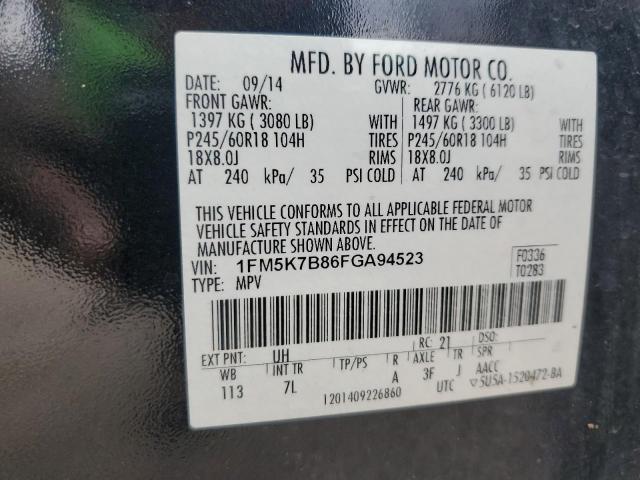 MFD. BY FORD MOTOR CO.
DATE: 09/14 GVWR: 2776 KG ( 6120 LB)
FRONT GAWR: REAR GAWR:
1397 KG ( 3080 LB) WITH 1497 KG ( 3300 LB) WITH
P245/60R18 104H TIRES P245/60R18 104H TIRES
18X8.0J RIMS 18X8.0J RIMS
AT 240 kPa/ 35 PSI COLD AT 240 kPa/ 35 PSI COLD
THIS VEHICLE CONFORMS TO ALL APPLICABLE FEDERAL MOTOR
VEHICLE SAFETY STANDARDS IN EFFECT ON THE DATE OF
MANUFACTURE SHOWN ABOVE.
VIN: 1FM5K7B86FGA94523 F0336
TYPE: MPV T0283
EXT PNT: UH RC: 21 DSO:
WB INT TR TP/PS R AXLE TR SPR
113 7L A 3F J AACC
1201409226860 UTC ▽5U5A-1520472-BA